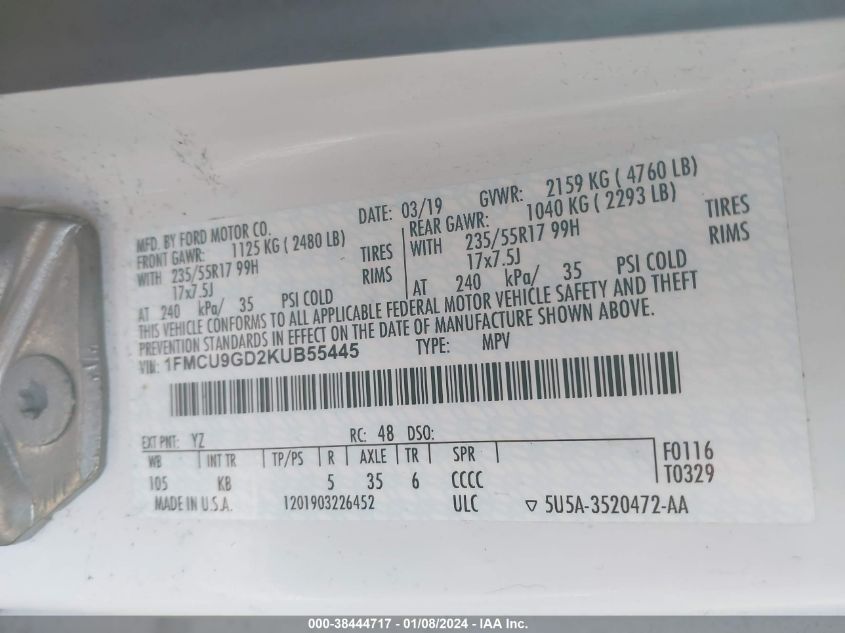 MFD. BY FORD MOTOR CO.
DATE: 03/19
GVWR: 2159 KG ( 4760 LB)
FRONT GAWR: 1125 KG ( 2480 LB)
REAR GAWR: 1040 KG ( 2293 LB)
WITH 235/55R17 99H TIRES
WITH 235/55R17 99H TIRES
17x7.5J RIMS
17x7.5J RIMS
AT 240 kPa/ 35 PSI COLD
AT 240 kPa/ 35 PSI COLD
THIS VEHICLE CONFORMS TO ALL APPLICABLE FEDERAL MOTOR VEHICLE SAFETY AND THEFT
PREVENTION STANDARDS IN EFFECT ON THE DATE OF MANUFACTURE SHOWN ABOVE.
VIN: 1FMCU9GD2KUB55445
TYPE: MPV
EXT PNT: YZ RC: 48 DSO:
WB INT TR TP/PS R AXLE TR SPR F0116
105 KB 5 35 6 CCCC T0329
MADE IN U.S.A. 1201903226452 ULC ▽ 5U5A-3520472-AA
000-38444717 - 01/08/2024 - IAA Inc.